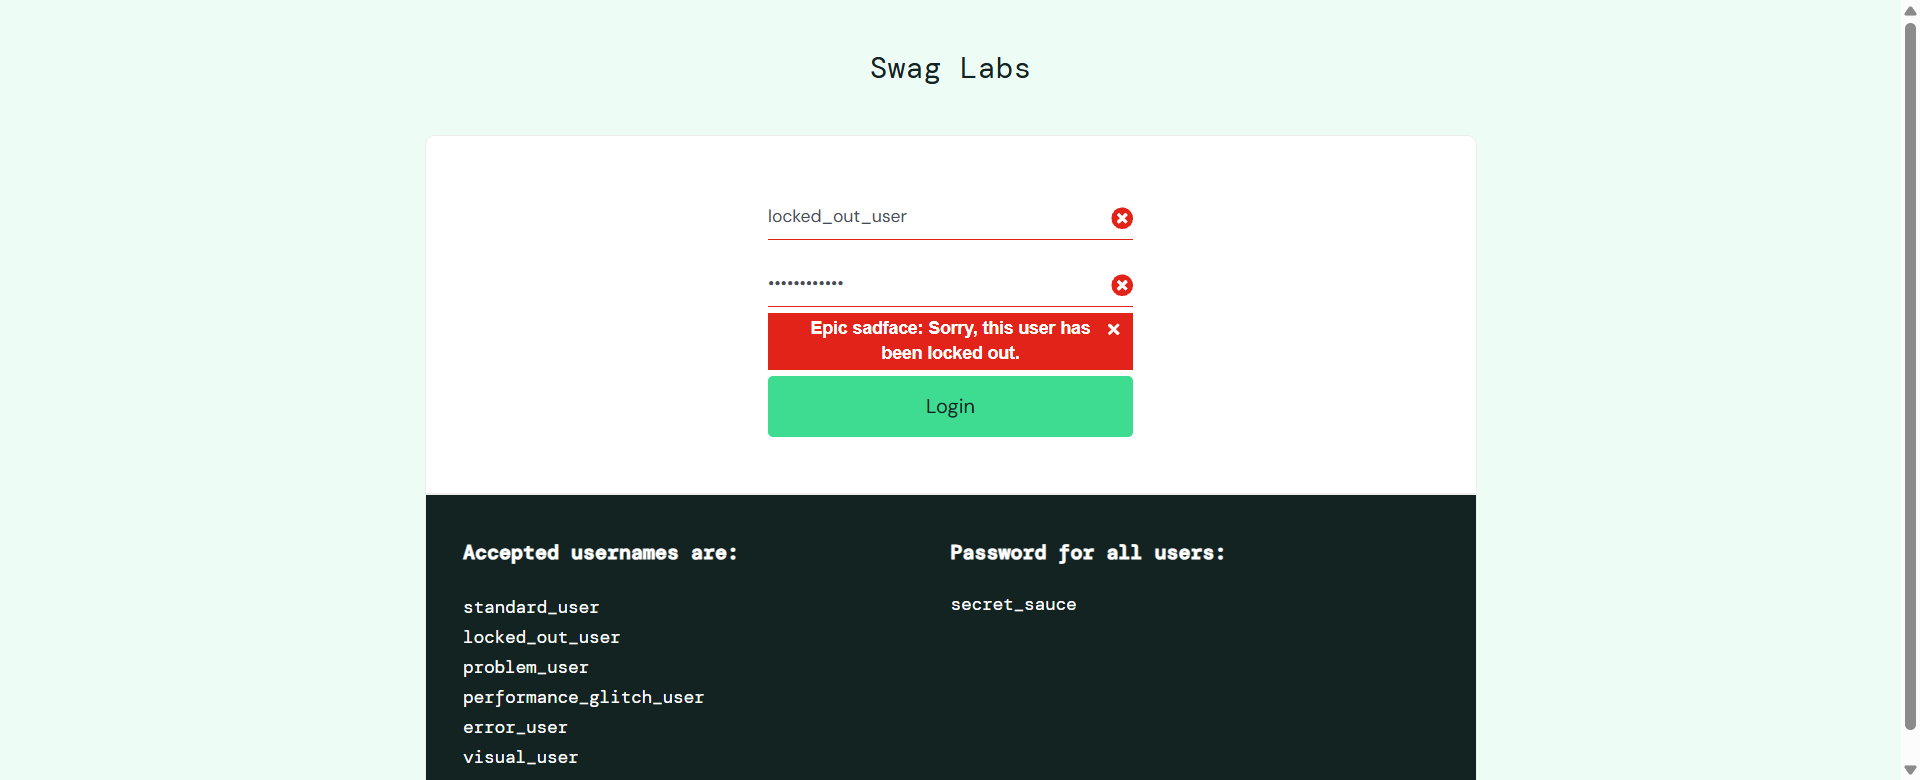 Swag Labs
locked_out_user
••••••••••••
Epic sadface: Sorry, this user has
been locked out.
Login
Accepted usernames are:
standard_user
locked_out_user
problem_user
performance_glitch_user
error_user
visual_user
Password for all users:
secret_sauce